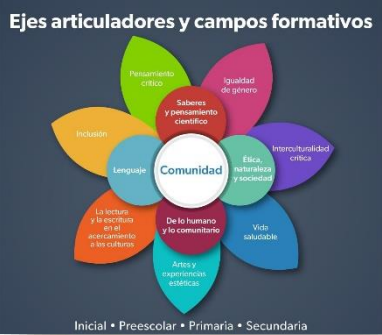 Ejes articuladores y campos formativos
Pensamiento
crítico
Igualdad
de género
Saberes
y pensamiento
científico
Inclusión
Interculturalidad
crítica
Lenguaje
Comunidad
Ética,
naturaleza
y sociedad
La lectura
y la escritura
en el
acercamiento
a las culturas
De lo humano
y lo comunitario
Vida
saludable
Artes y
experiencias
estéticas
Inicial • Preescolar • Primaria • Secundaria